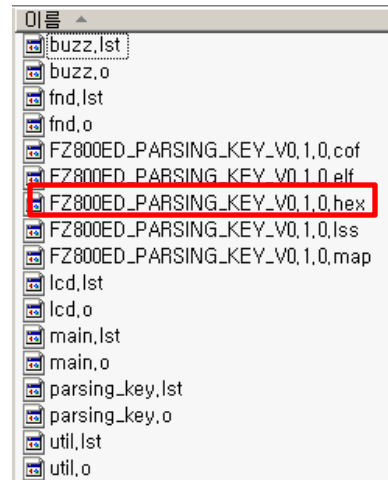 이름
buzz.lst
buzz.o
fnd.lst
fnd.o
FZ800ED_PARSING_KEY_V0.1.0.cof
FZ800ED_PARSING_KEY_V0.1.0.elf
FZ800ED_PARSING_KEY_V0.1.0.hex
FZ800ED_PARSING_KEY_V0.1.0.lss
FZ800ED_PARSING_KEY_V0.1.0.map
lcd.lst
lcd.o
main.lst
main.o
parsing_key.lst
parsing_key.o
util.lst
util.o